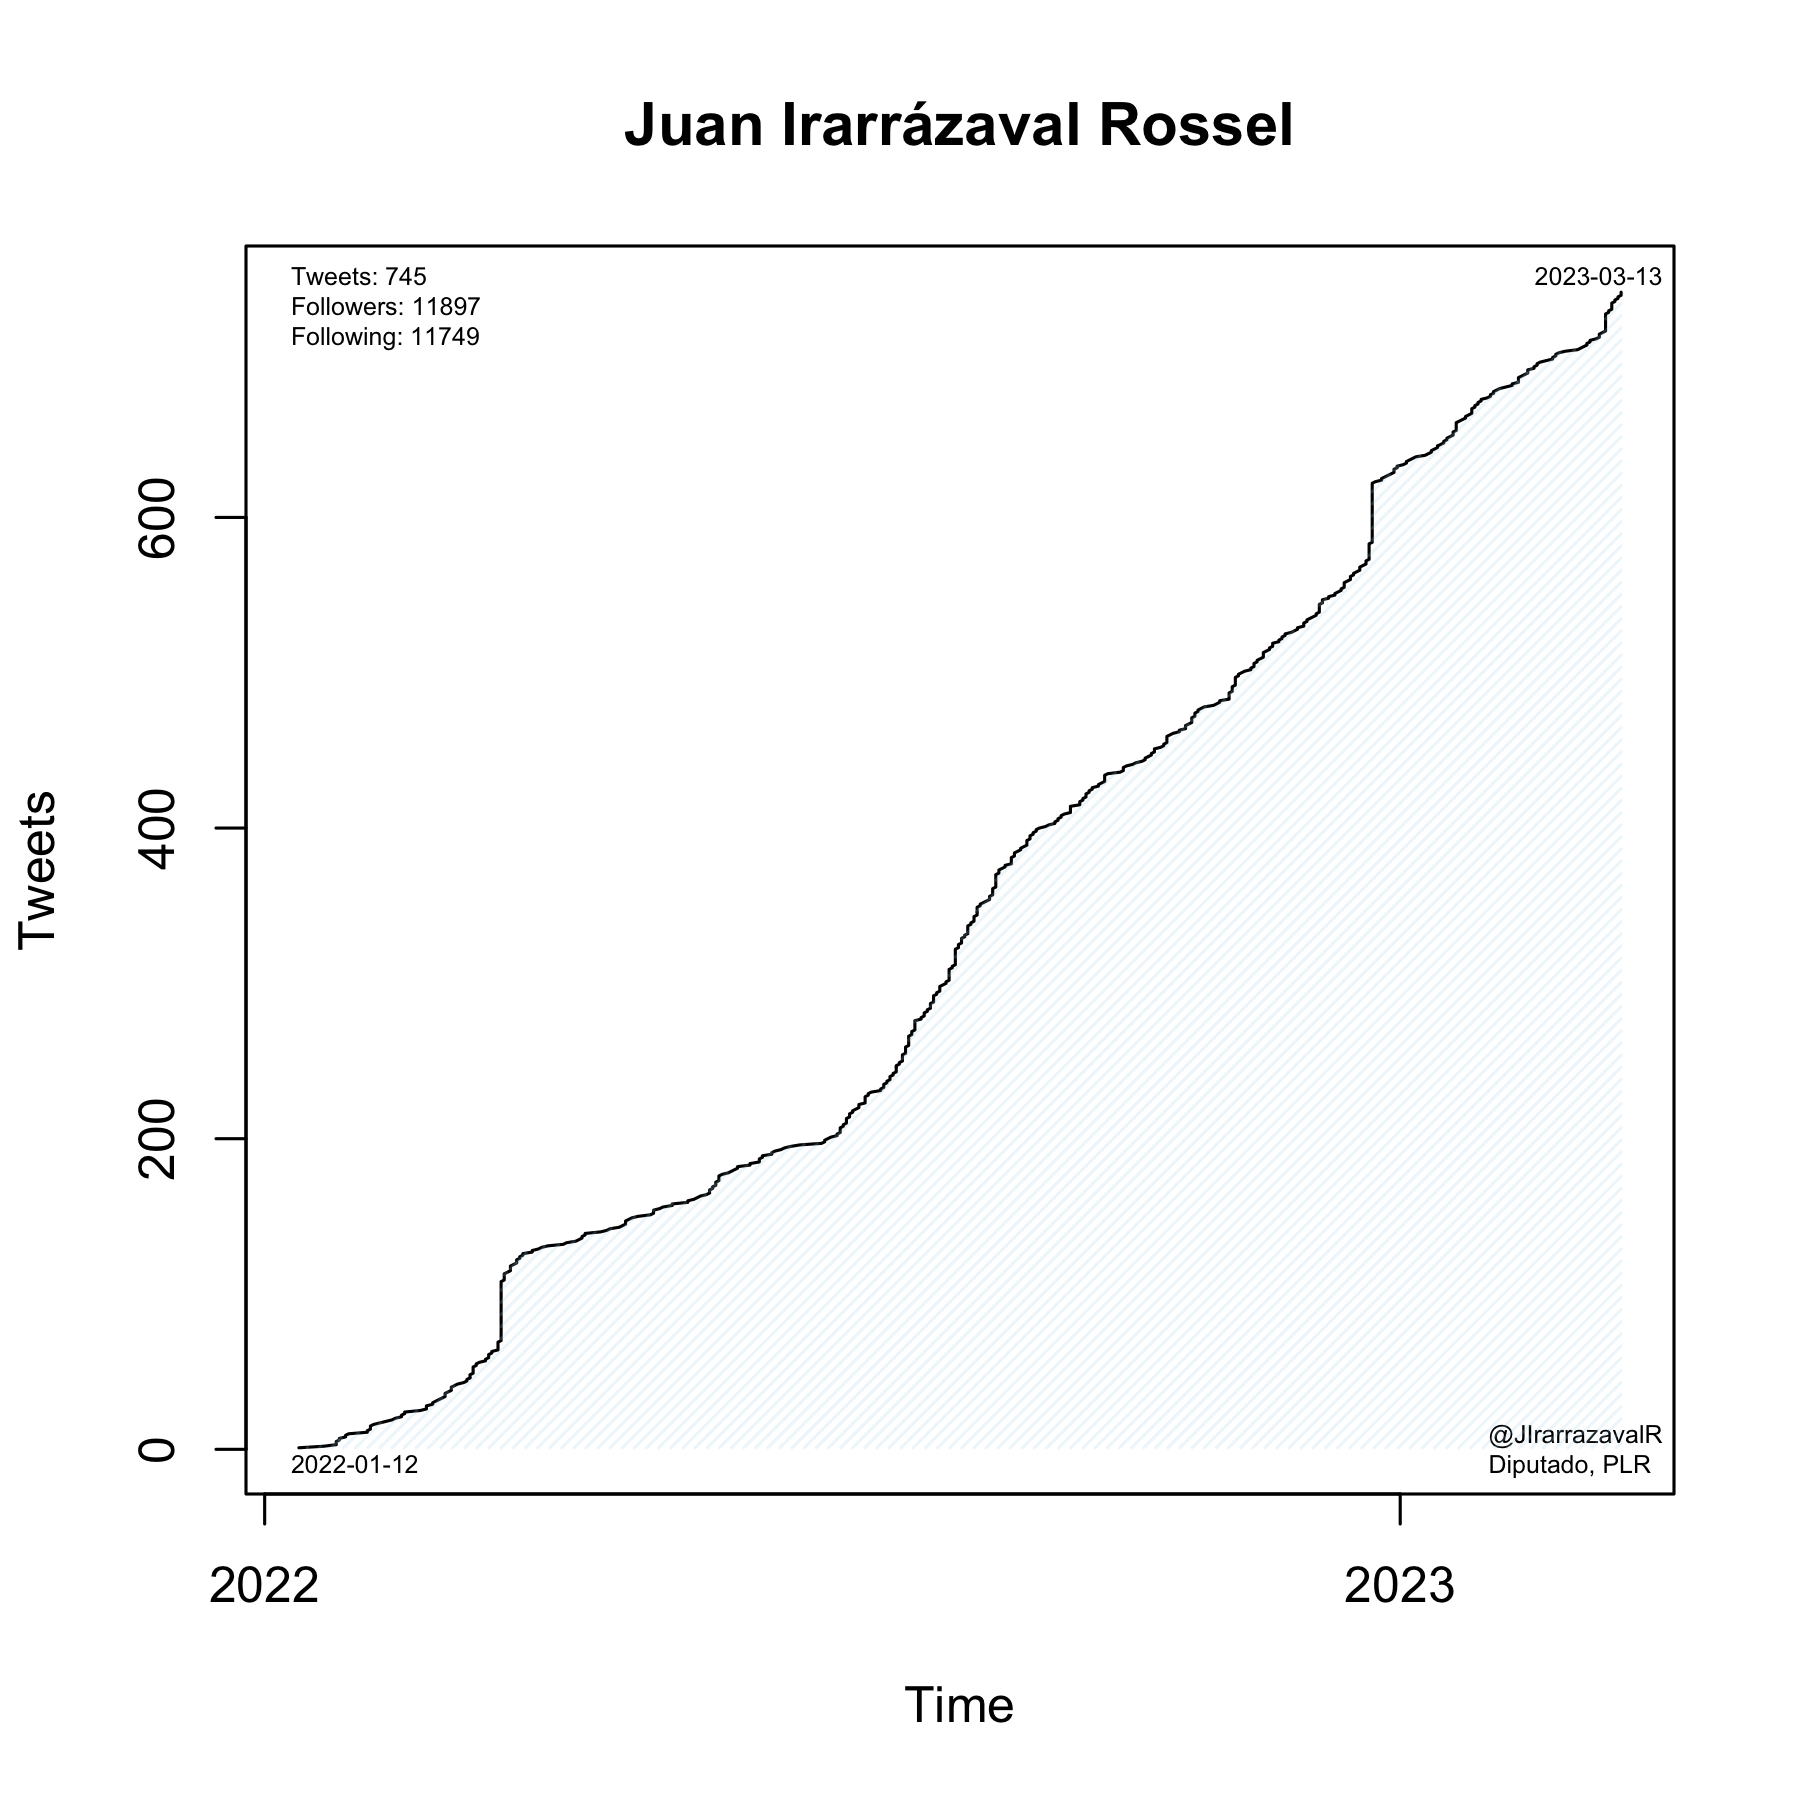 Juan Irarrázaval Rossel
Tweets: 745
Followers: 11897
Following: 11749
2023-03-13
600
400
200
0
Tweets
2022-01-12
@JIrarrazavalR
Diputado, PLR
2022
2023
Time